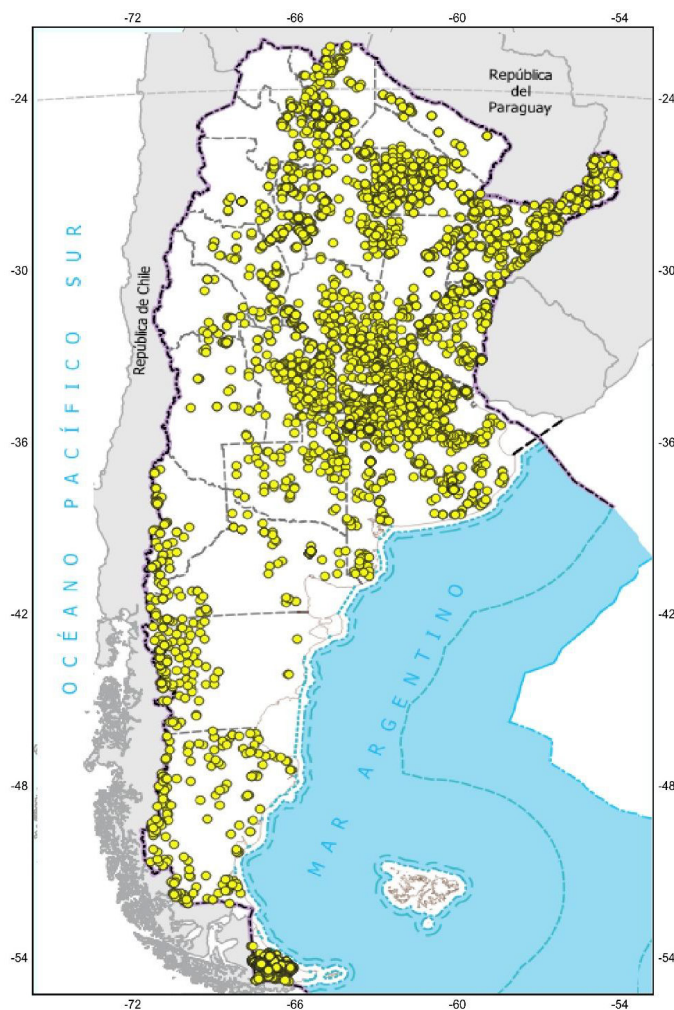 -72 -66 -60 -54
República
del
Paraguay
-24 -24
-30 -30
República de Chile
OCÉANO PACÍFICO SUR
-36 -36
-42 -42
MAR ARGENTINO
-48 -48
-54 -54
-72 -66 -60 -54